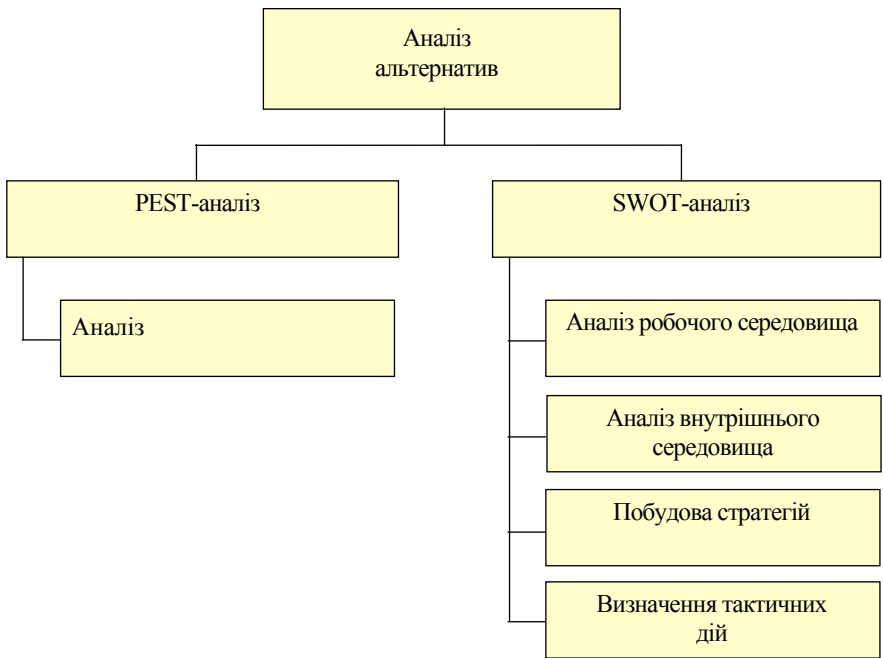 Аналіз
альтернатив
PEST-аналіз
SWOT-аналіз
Аналіз
Аналіз робочого середовища
Аналіз внутрішнього
середовища
Побудова стратегій
Визначення тактичних
дій